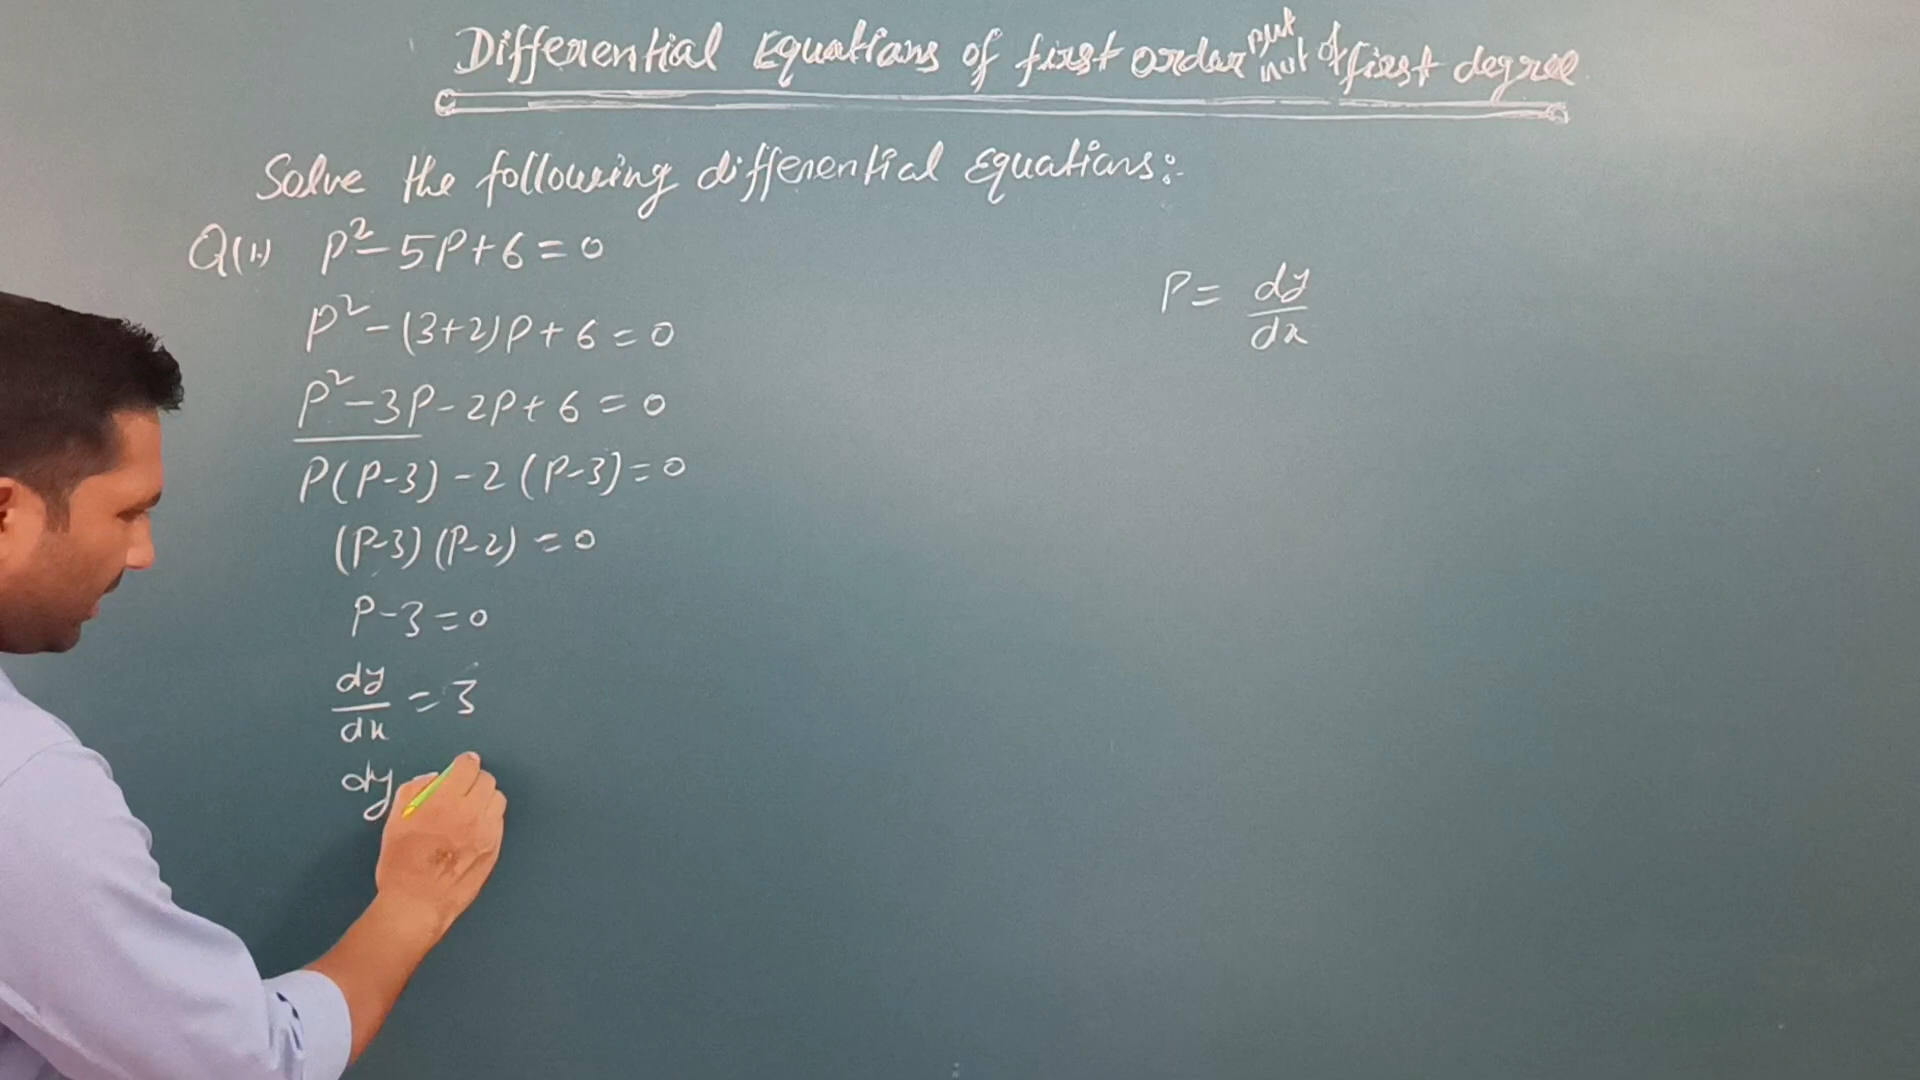 Differential Equations of first order but not of first degree
Solve the following differential Equations:-
Q(1.) P²-5P+6=0
P²-(3+2)P+6=0
P²-3P-2P+6=0
P(P-3)-2(P-3)=0
(P-3)(P-2)=0
P-3=0
dy/dx=3
dy
P= dy/dx